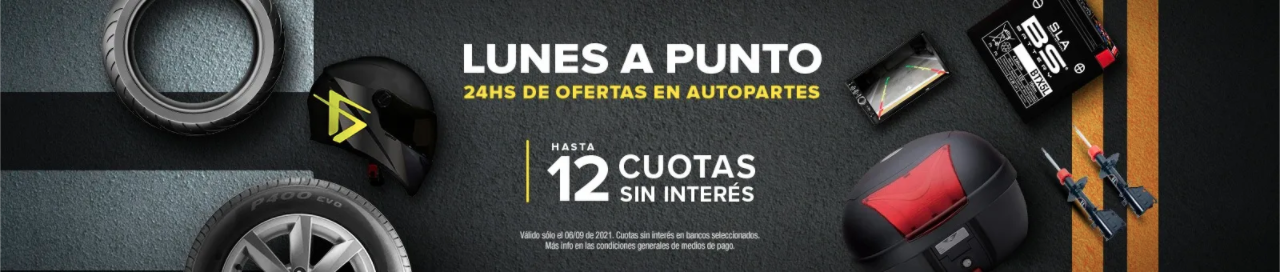 LUNES A PUNTO
24HS DE OFERTAS EN AUTOPARTES
HASTA
12 CUOTAS
SIN INTERÉS
Válido sólo el 06/09 de 2021. Cuotas sin interés en bancos seleccionados.
Más info en las condiciones generales de medios de pago.
P400 EVO
SLA
BS
BATTERY
BTX5L